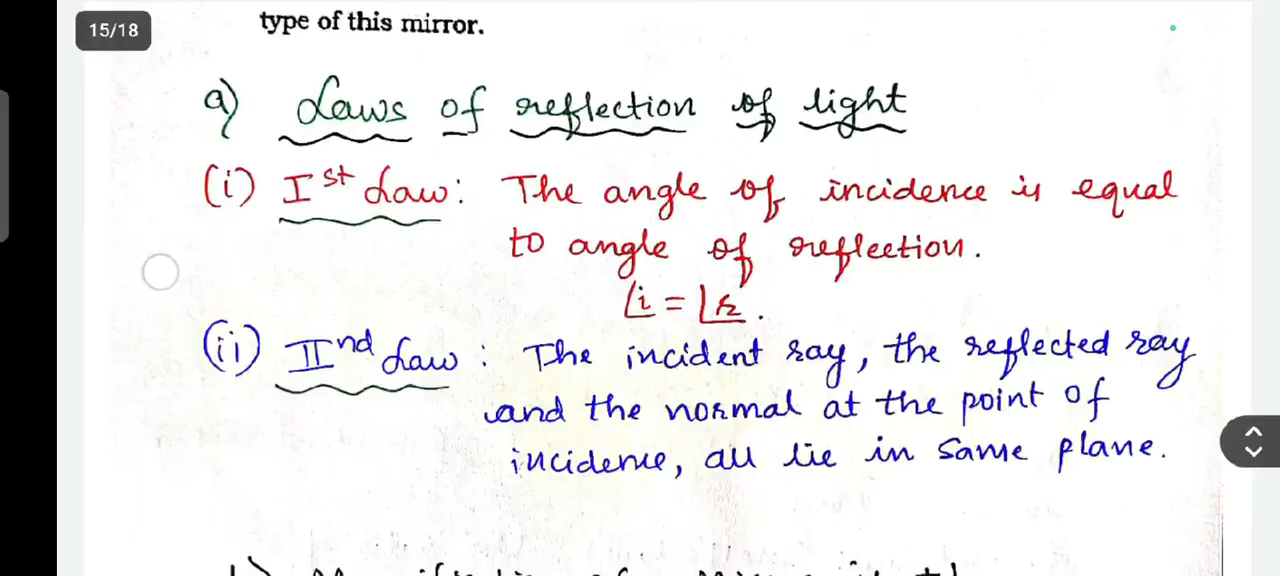 15/18
type of this mirror.
a) Laws of reflection of light
(i) Ist Law: The angle of incidence is equal
to angle of reflection.
∠i = ∠r.
(ii) IInd Law: The incident ray, the reflected ray
and the normal at the point of
incidence, all lie in same plane.